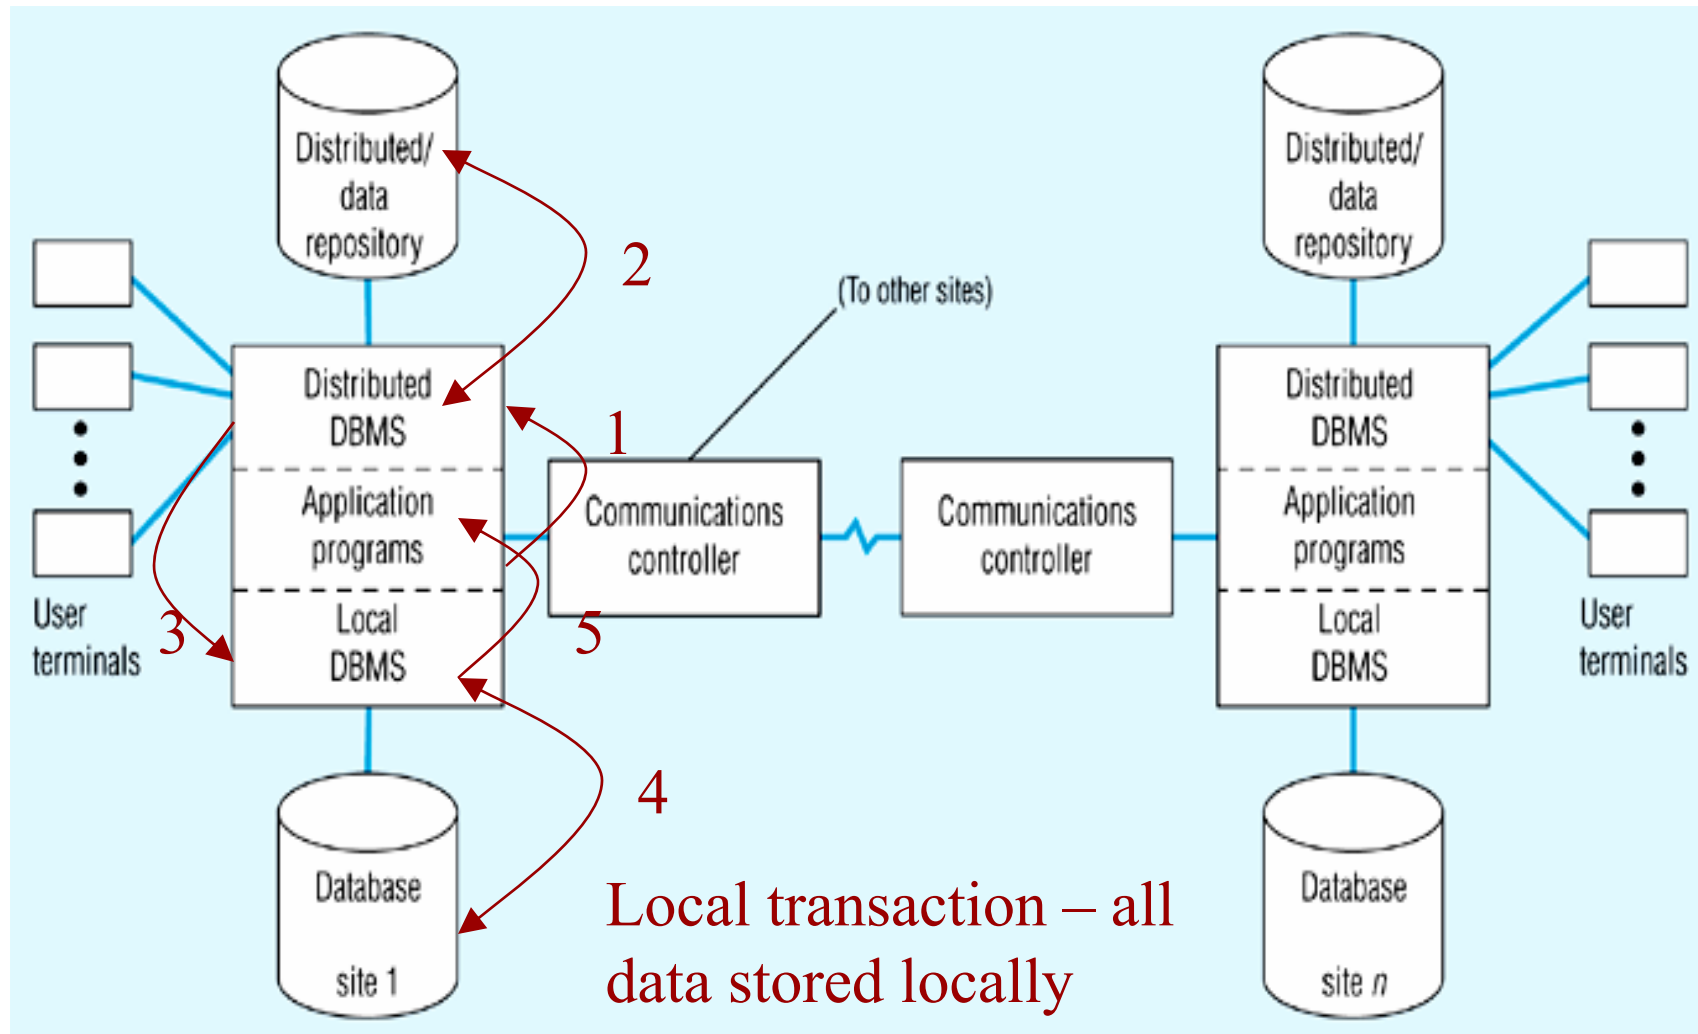 Distributed/
data
repository
2
(To other sites)
Distributed
DBMS
1
Application
programs
Local
DBMS
3
5
User
terminals
Communications
controller
Communications
controller
4
Database
site 1
Distributed/
data
repository
Distributed
DBMS
Application
programs
Local
DBMS
User
terminals
Database
site n
Local transaction – all
data stored locally